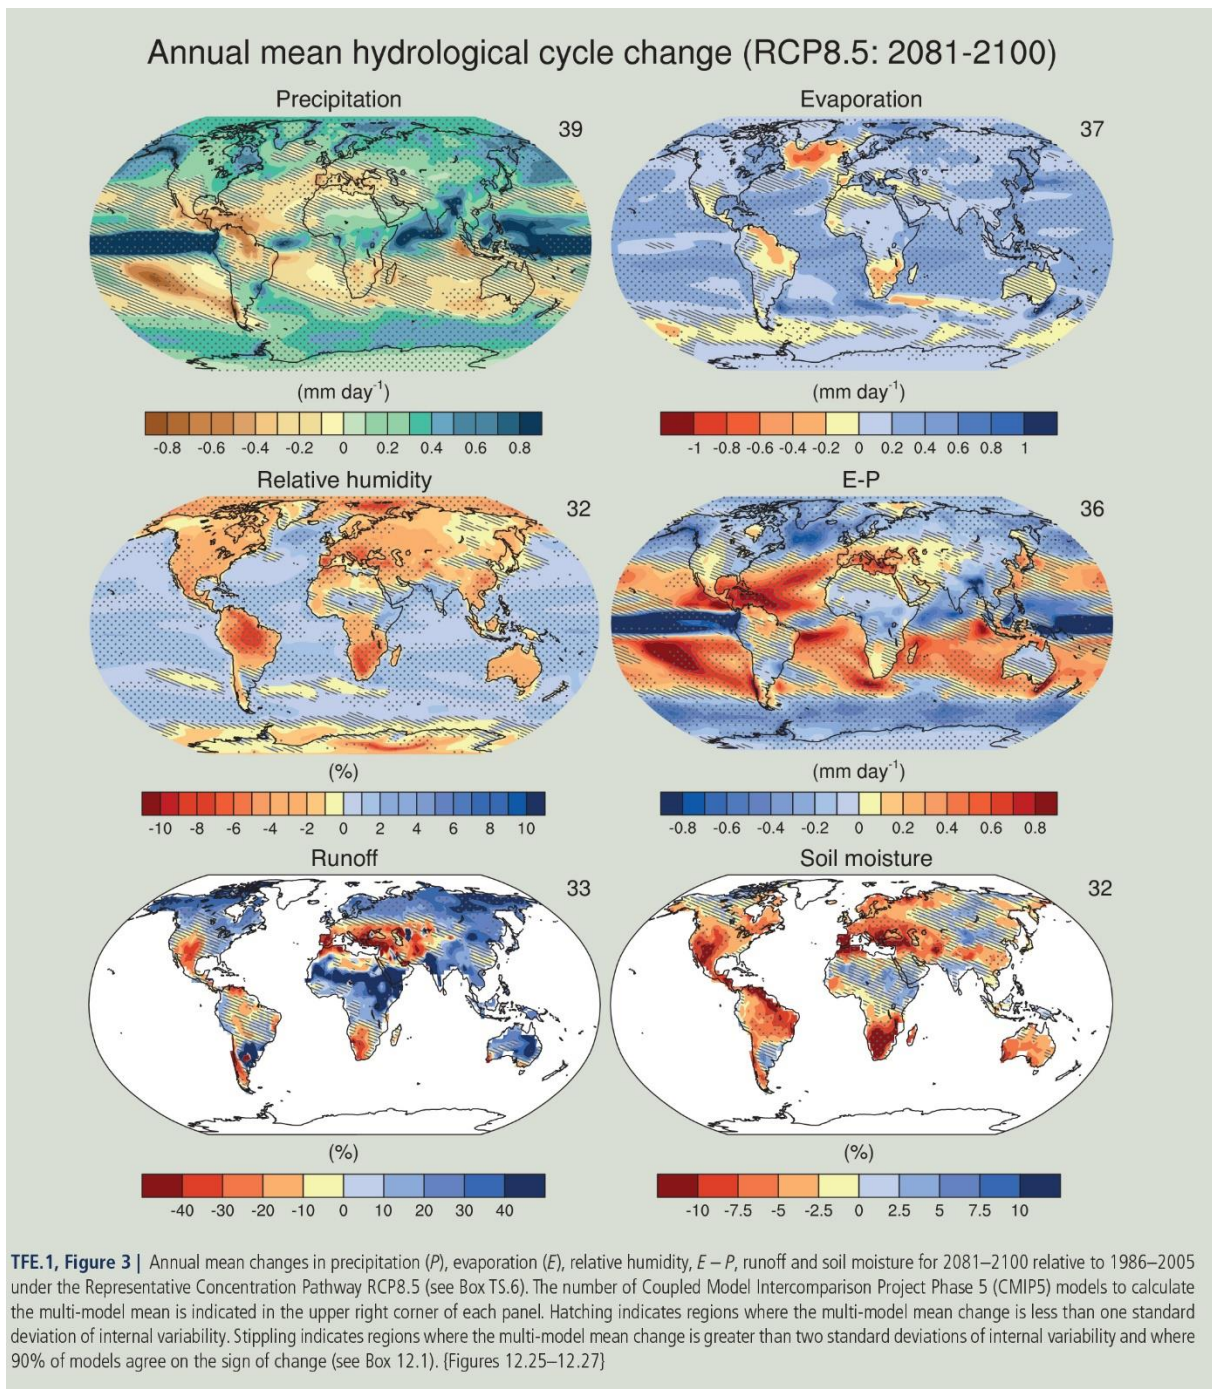 Annual mean hydrological cycle change (RCP8.5: 2081-2100)
Precipitation
39
(mm day-1)
-0.8 -0.6 -0.4 -0.2 0 0.2 0.4 0.6 0.8
Evaporation
37
(mm day-1)
-1 -0.8 -0.6 -0.4 -0.2 0 0.2 0.4 0.6 0.8 1
Relative humidity
32
(%)
-10 -8 -6 -4 -2 0 2 4 6 8 10
E-P
36
(mm day-1)
-0.8 -0.6 -0.4 -0.2 0 0.2 0.4 0.6 0.8
Runoff
33
(%)
-40 -30 -20 -10 0 10 20 30 40
Soil moisture
32
(%)
-10 -7.5 -5 -2.5 0 2.5 5 7.5 10
TFE.1, Figure 3 | Annual mean changes in precipitation (P), evaporation (E), relative humidity, E – P, runoff and soil moisture for 2081–2100 relative to 1986–2005
under the Representative Concentration Pathway RCP8.5 (see Box TS.6). The number of Coupled Model Intercomparison Project Phase 5 (CMIP5) models to calculate
the multi-model mean is indicated in the upper right corner of each panel. Hatching indicates regions where the multi-model mean change is less than one standard
deviation of internal variability. Stippling indicates regions where the multi-model mean change is greater than two standard deviations of internal variability and where
90% of models agree on the sign of change (see Box 12.1). {Figures 12.25–12.27}